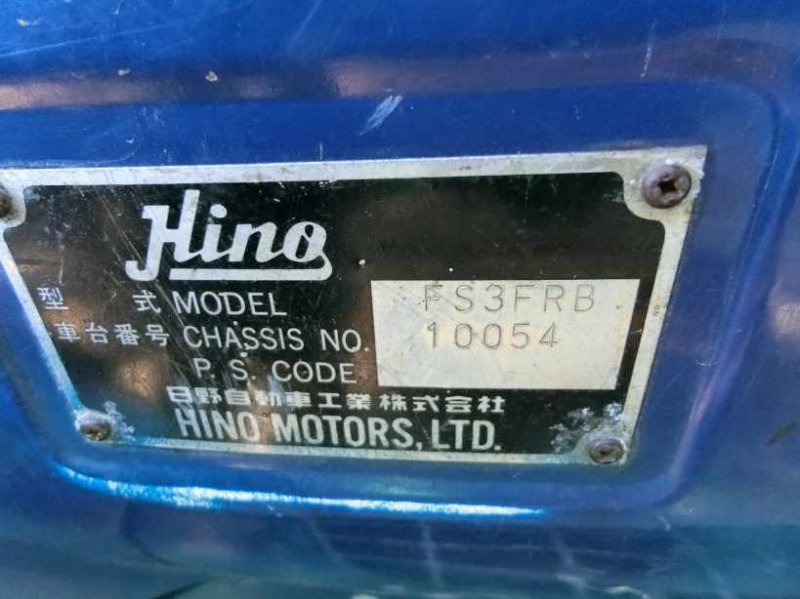 Hino
型 式 MODEL FS3FRB
車台番号 CHASSIS NO. 10054
P. S. CODE
日野自動車工業株式会社
HINO MOTORS, LTD.